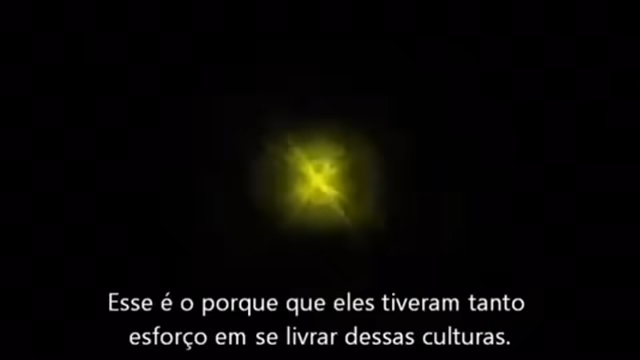 Esse é o porque que eles tiveram tanto
esforço em se livrar dessas culturas.